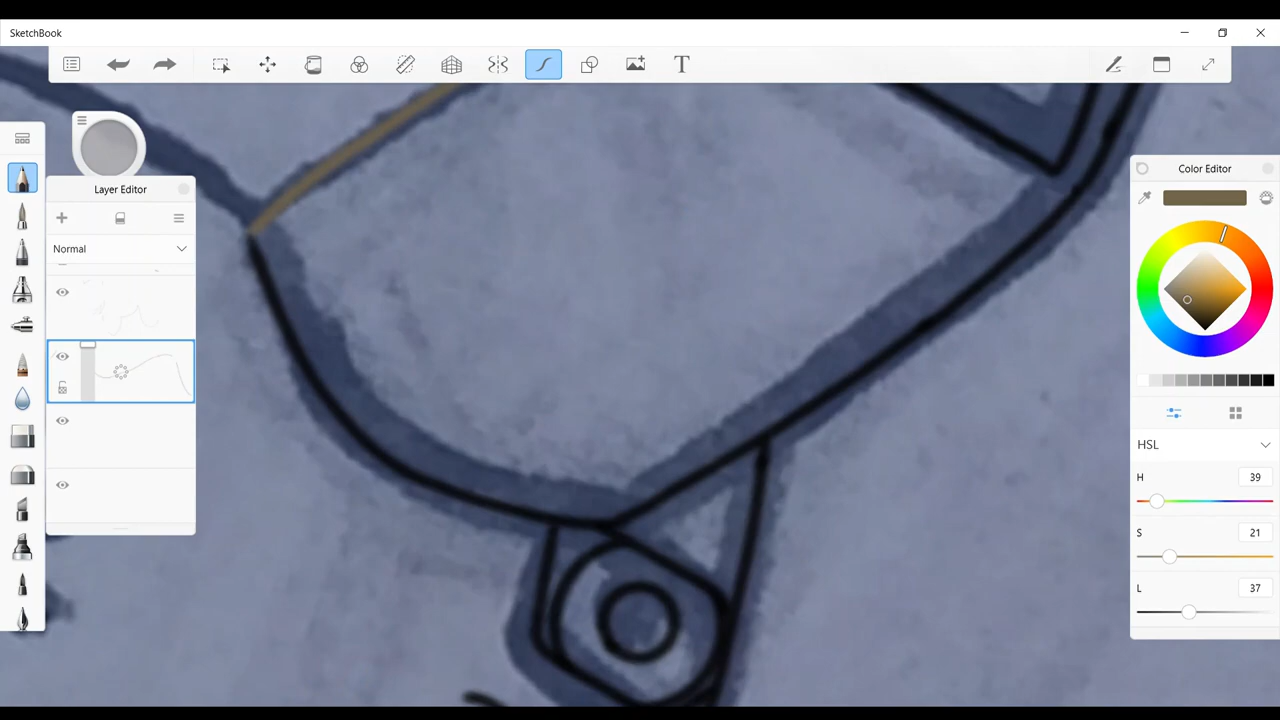 SketchBook
T
Layer Editor
Color Editor
Normal
HSL
H 39
S 21
L 37